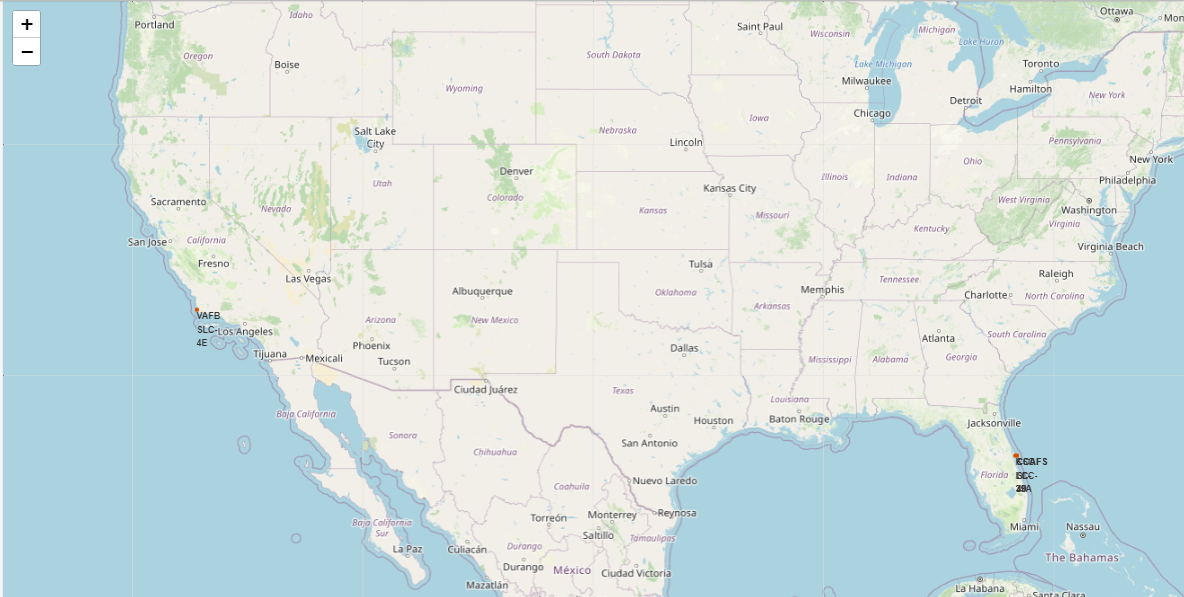 +
−
Portland
Idaho
Oregon
Boise
Wyoming
South Dakota
Saint Paul
Wisconsin
Michigan
Lake Huron
Lake Michigan
Ottawa
Mon
Toronto
Hamilton
Milwaukee
Detroit
New York
Chicago
Iowa
Salt Lake
City
Nebraska
Lincoln
Ohio
Pennsylvania
New York
Philadelphia
Utah
Denver
Colorado
Kansas City
Illinois
Indiana
Sacramento
Nevada
Kansas
Missouri
West Virginia
Washington
San Jose
California
Kentucky
Virginia Beach
Fresno
Las Vegas
Tulsa
Tennessee
Raleigh
Albuquerque
Oklahoma
Memphis
Charlotte
North Carolina
VAFB
SLC-
4E
Los Angeles
Arizona
New Mexico
Arkansas
South Carolina
Phoenix
Dallas
Atlanta
Tijuana
Mexicali
Tucson
Mississippi
Alabama
Georgia
Ciudad Juárez
Texas
Louisiana
Baja California
Austin
Houston
Baton Rouge
Jacksonville
Sonora
Chihuahua
San Antonio
Florida
Coahuila
Nuevo Laredo
Baja California
Sur
Torreón
Monterrey
Reynosa
Miami
Nassau
Saltillo
Tamaulipas
La Paz
Culiacán
Durango
The Bahamas
Durango
México
Ciudad Victoria
Mazatlán
La Habana
Santa Clara